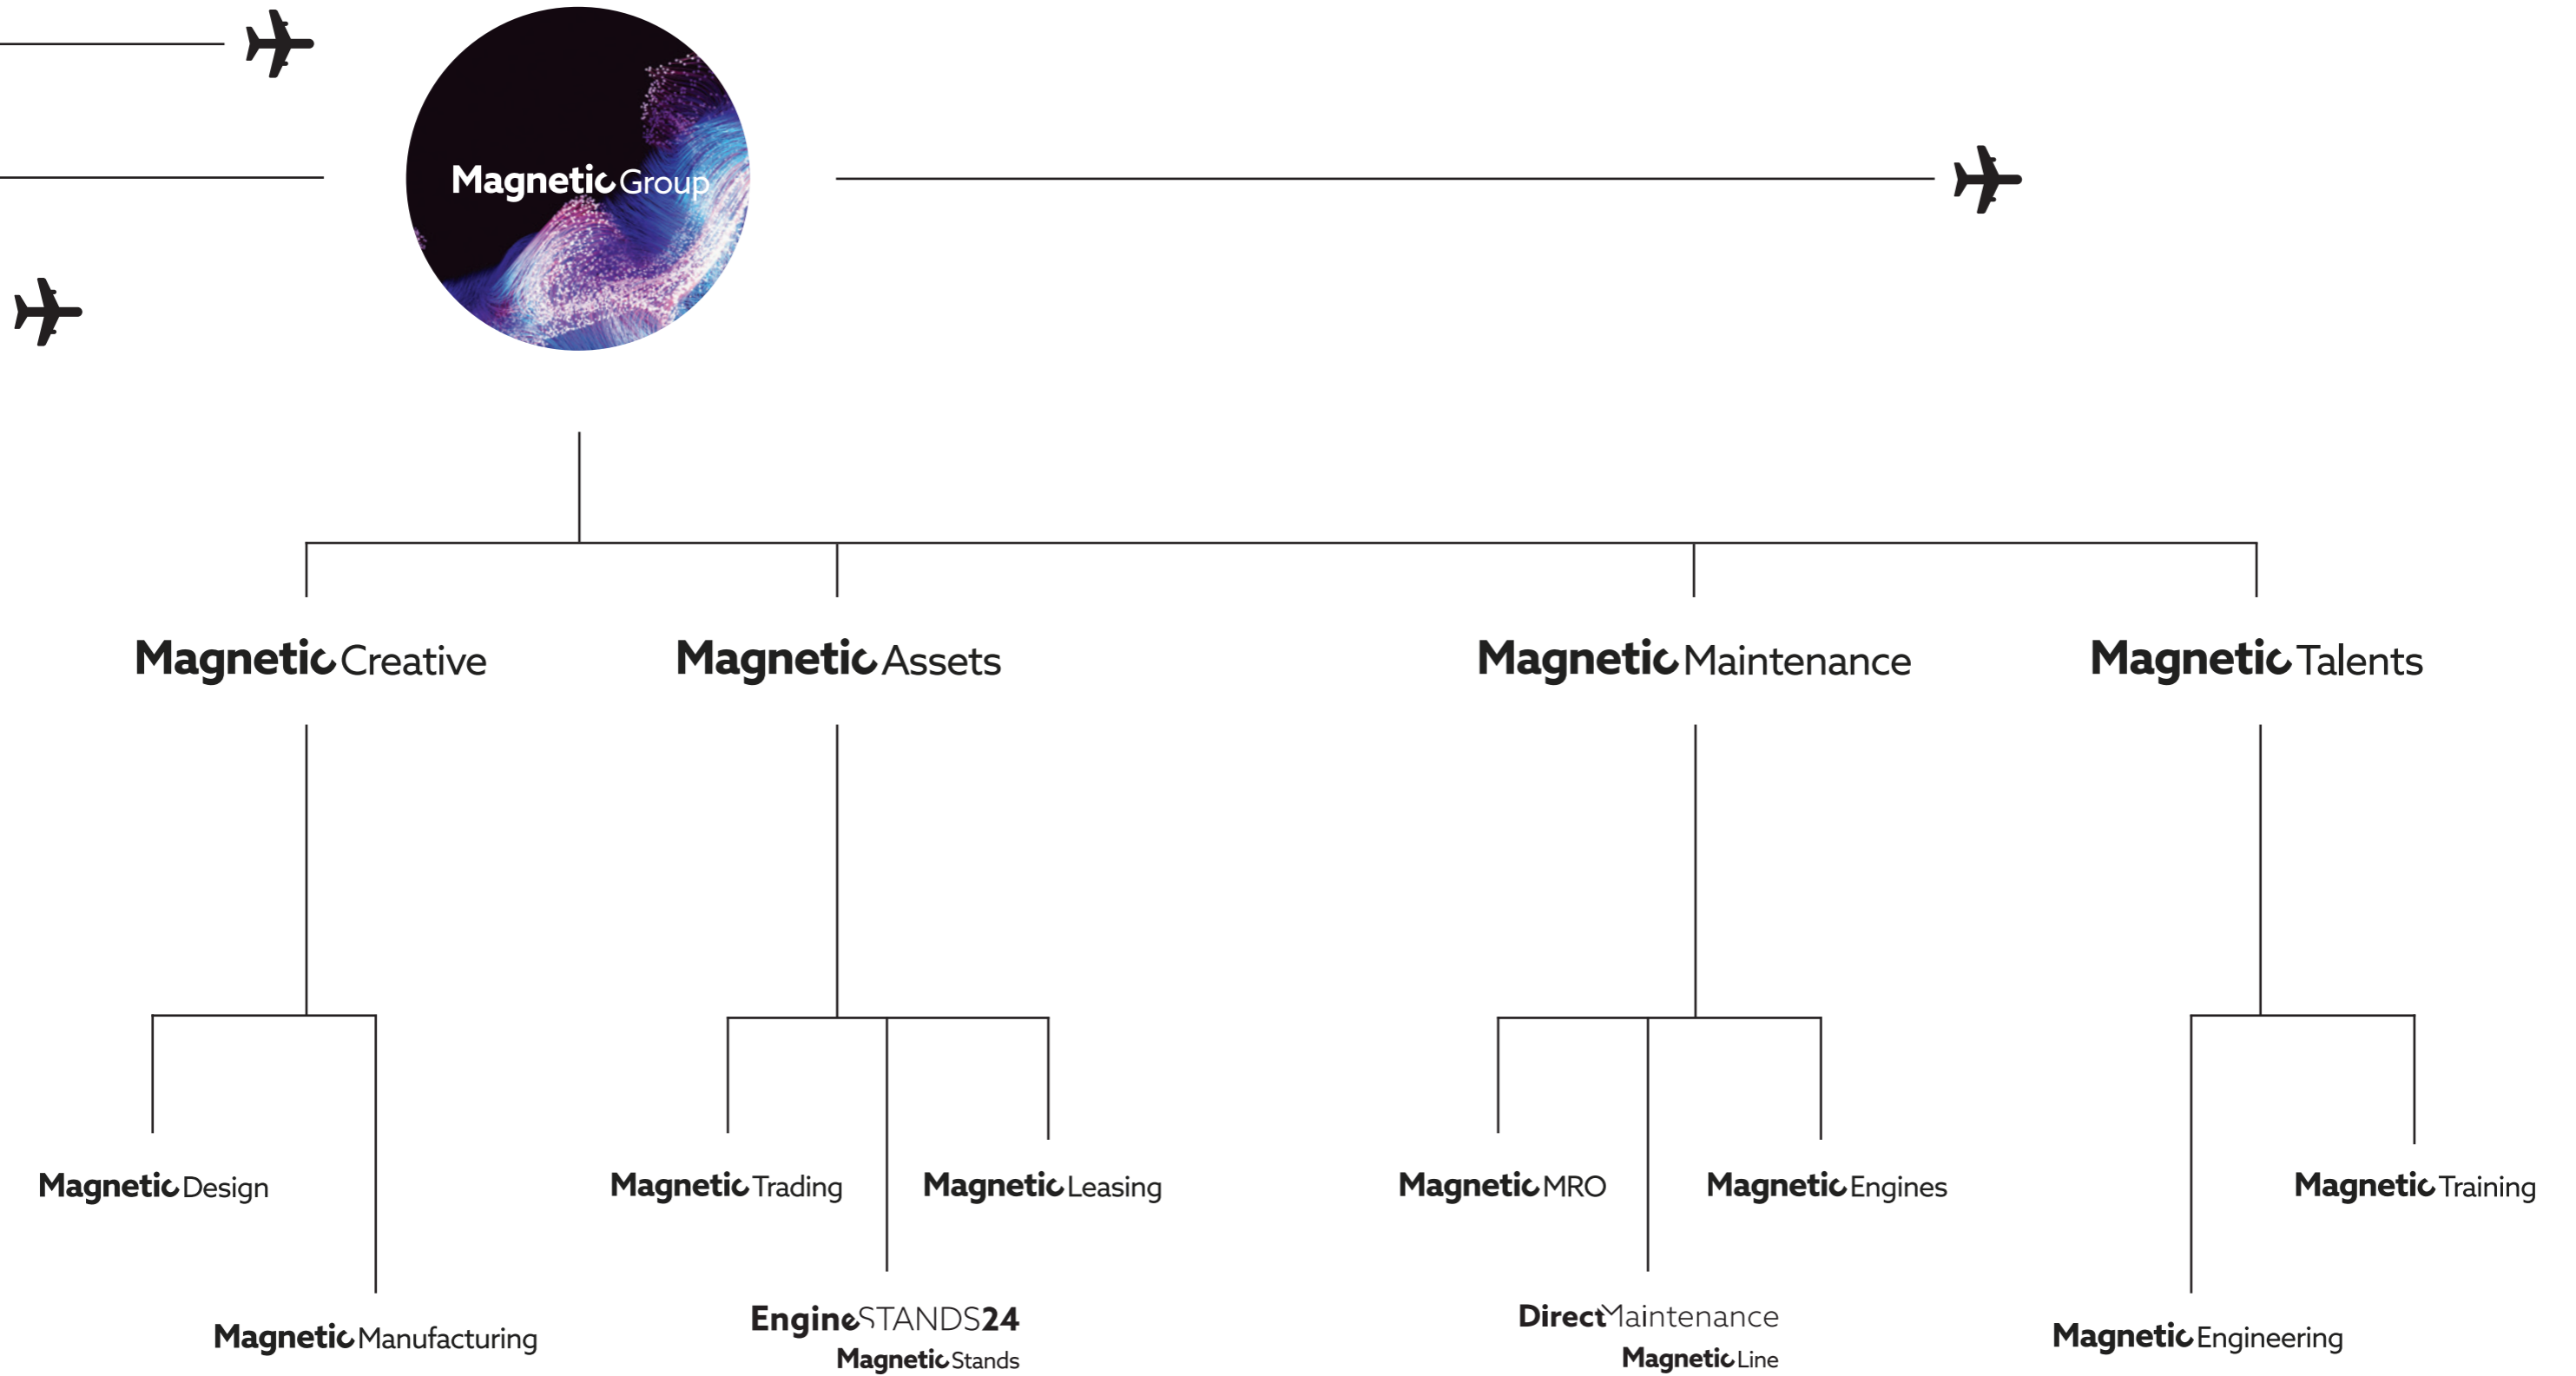 Magnetic Group
Magnetic Creative
Magnetic Assets
Magnetic Maintenance
Magnetic Talents
Magnetic Design
Magnetic Manufacturing
Magnetic Trading
EngineSTANDS24
Magnetic Stands
Magnetic Leasing
Magnetic MRO
DirectMaintenance
Magnetic Line
Magnetic Engines
Magnetic Engineering
Magnetic Training